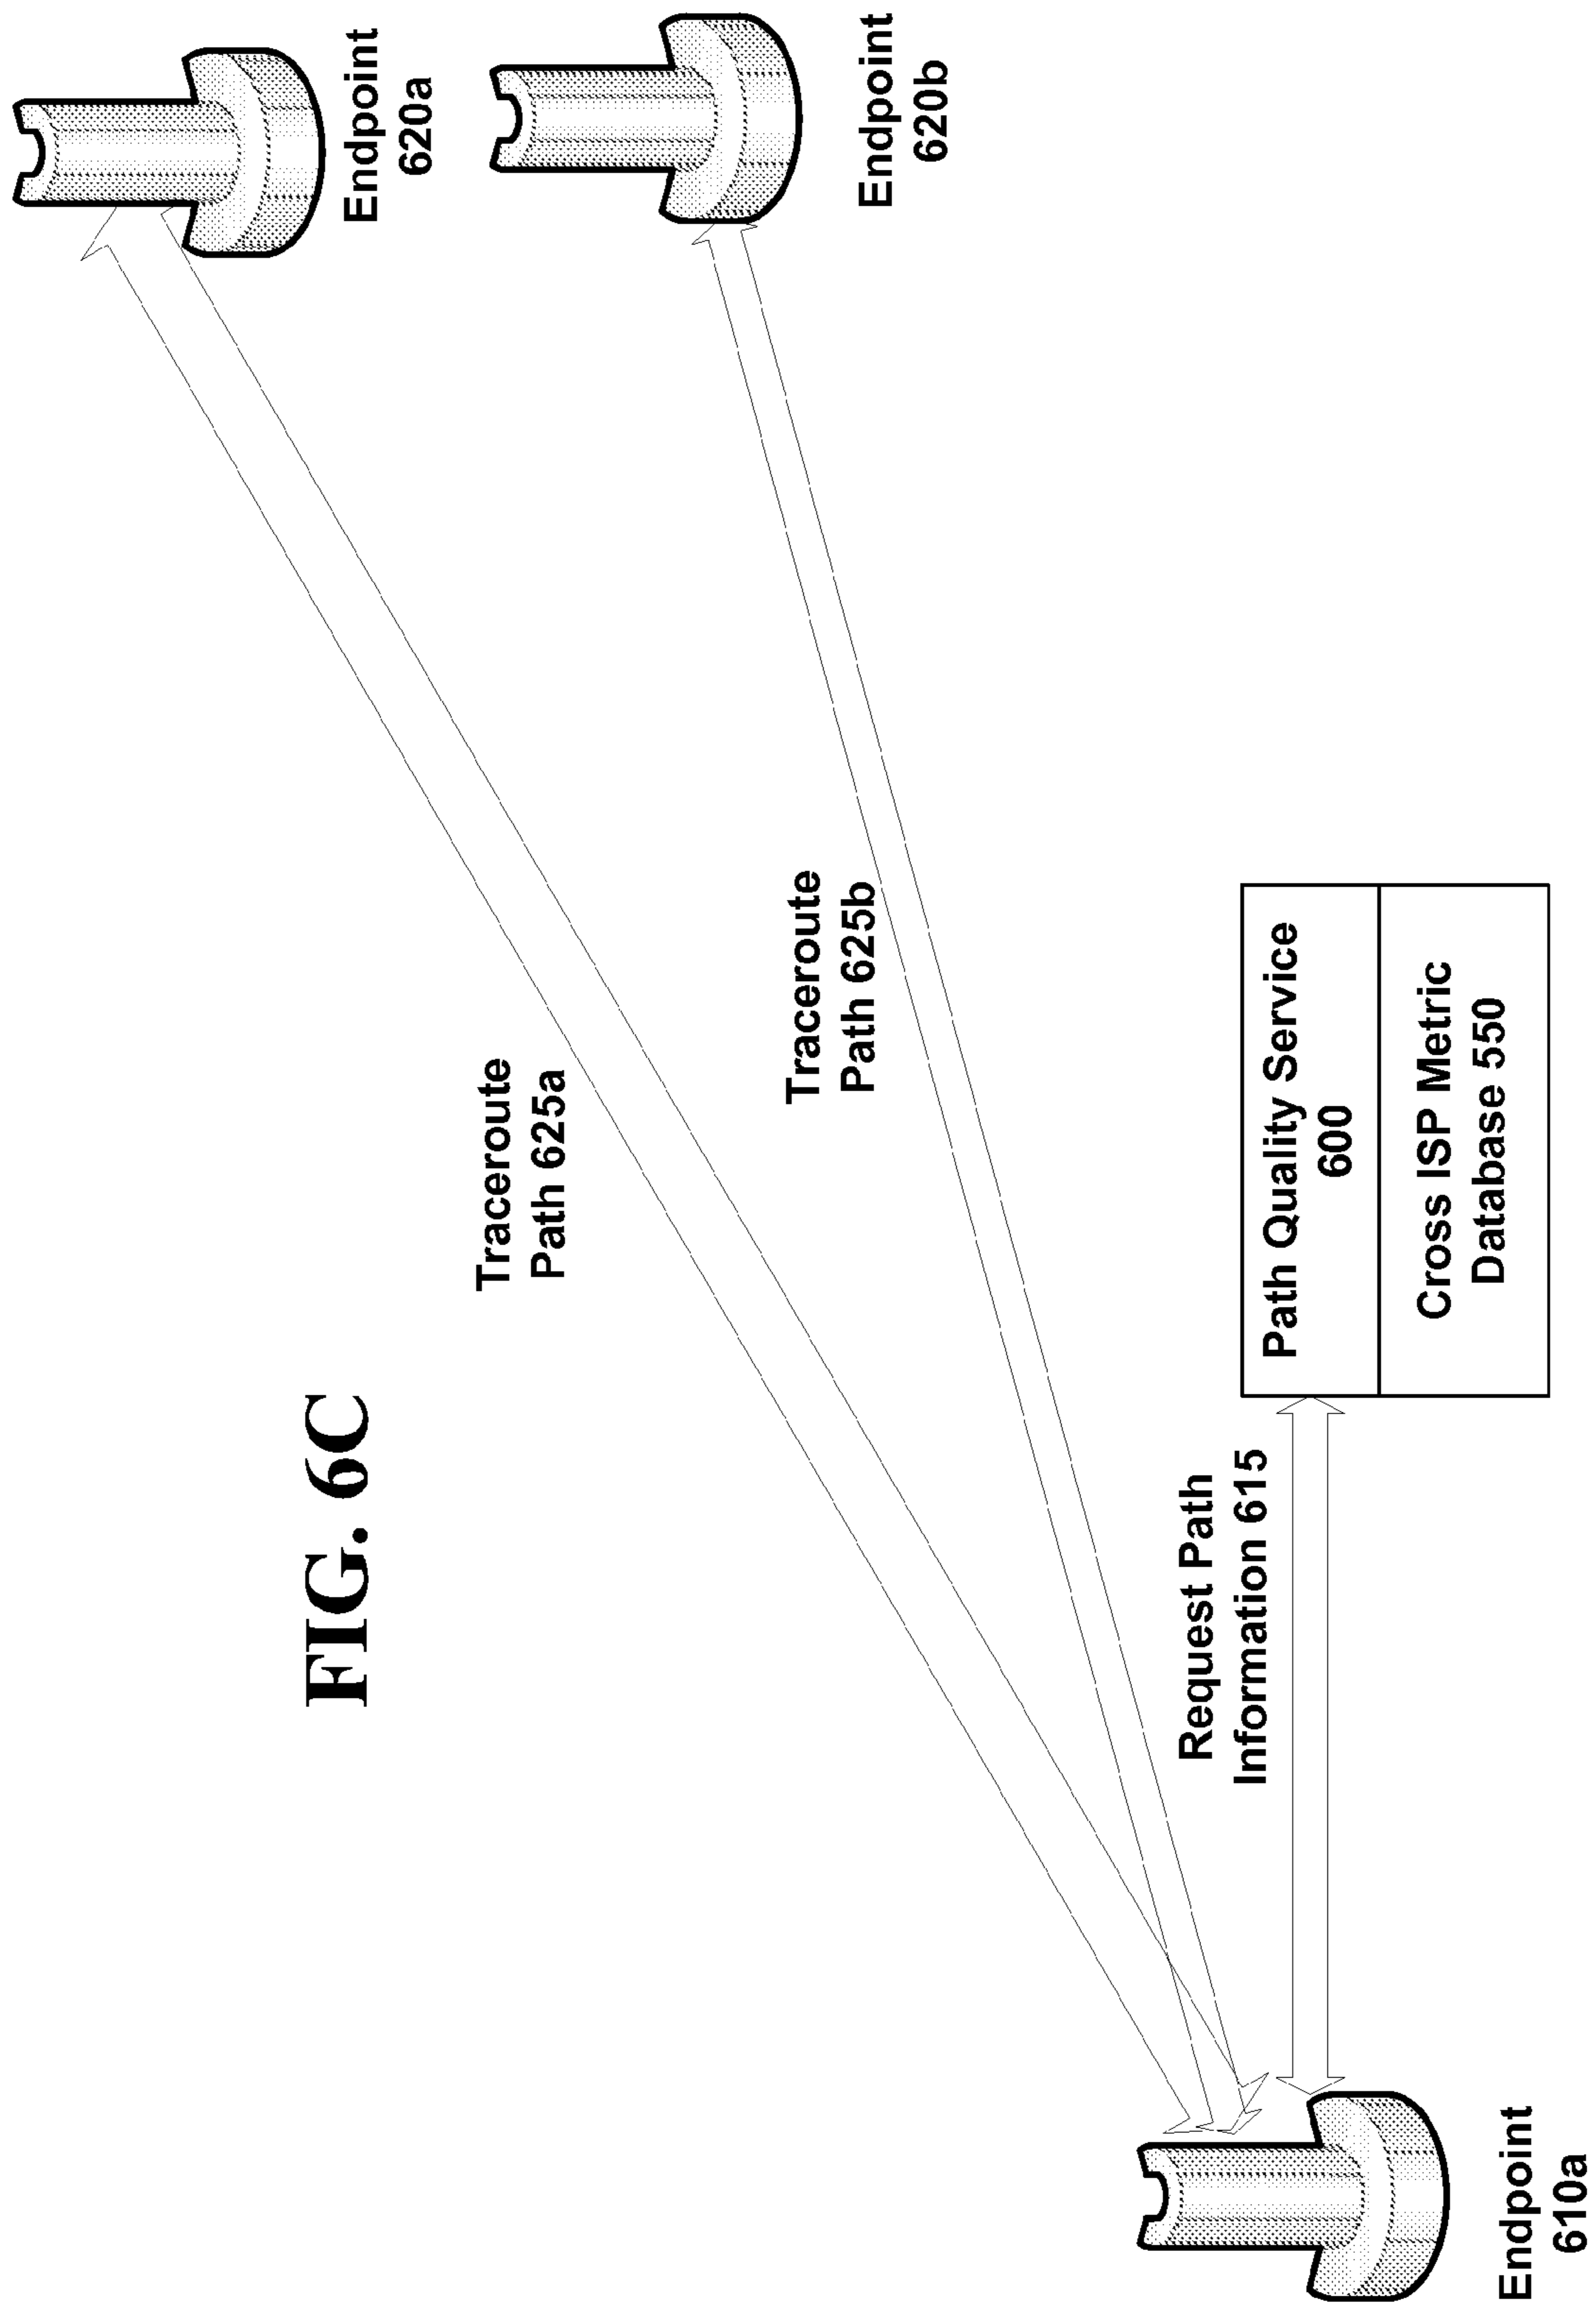 FIG. 6C
Endpoint
620a
Endpoint
620b
Traceroute
Path 625a
Traceroute
Path 625b
Request Path
Information 615
Path Quality Service
600
Cross ISP Metric
Database 550
Endpoint
610a